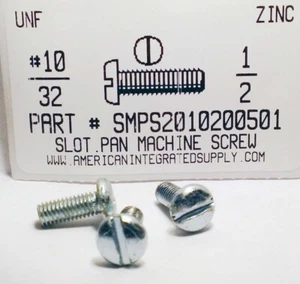 UNF ZINC
#10 1
32 2
PART # SMPS2010200501
SLOT.PAN MACHINE SCREW
WWW.AMERICANINTEGRATEDSUPPLY.COM